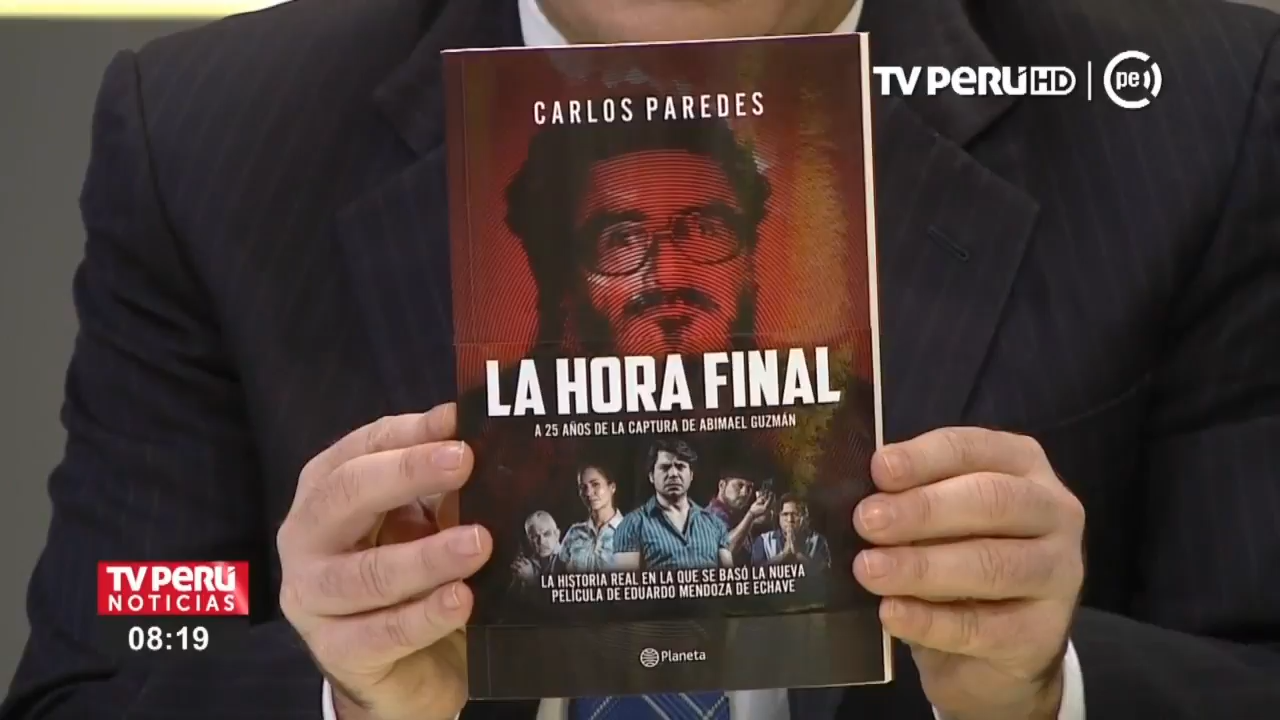 TV PERÚ HD
pe
CARLOS PAREDES
LA HORA FINAL
A 25 AÑOS DE LA CAPTURA DE ABIMAEL GUZMÁN
LA HISTORIA REAL EN LA QUE SE BASÓ LA NUEVA
PELÍCULA DE EDUARDO MENDOZA DE ECHAVE
Planeta
TV PERÚ
NOTICIAS
08:19